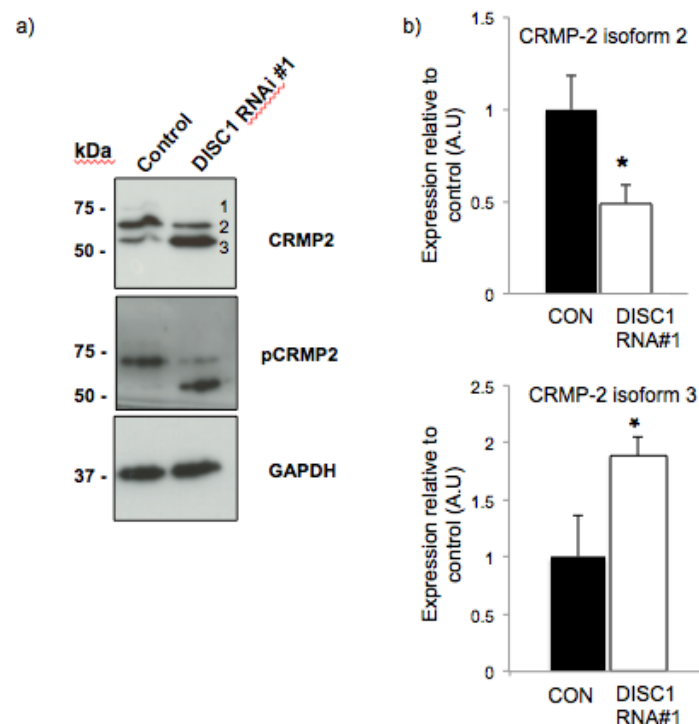 a)
kDa
Control
DISC1 RNAi #1
75 -
50 -
1
2
3
CRMP2
75 -
50 -
pCRMP2
37 -
GAPDH
b)
CRMP-2 isoform 2
Expression relative to
control (A.U)
1.5
1
0.5
0
*
CON
DISC1
RNA#1
CRMP-2 isoform 3
Expression relative to
control (A.U)
2.5
2
1.5
1
0.5
0
*
CON
DISC1
RNA#1